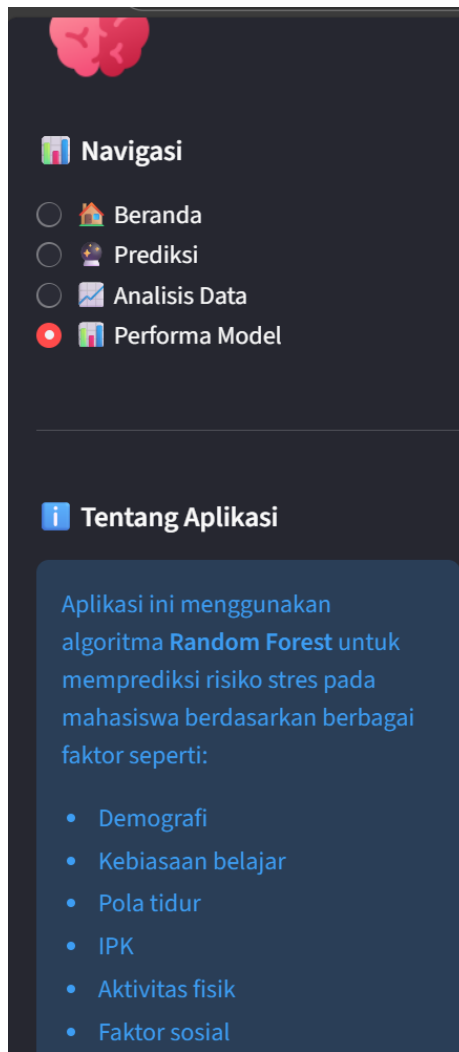 Navigasi
Beranda
Prediksi
Analisis Data
Performa Model
Tentang Aplikasi
Aplikasi ini menggunakan
algoritma Random Forest untuk
memprediksi risiko stres pada
mahasiswa berdasarkan berbagai
faktor seperti:
Demografi
Kebiasaan belajar
Pola tidur
IPK
Aktivitas fisik
Faktor sosial